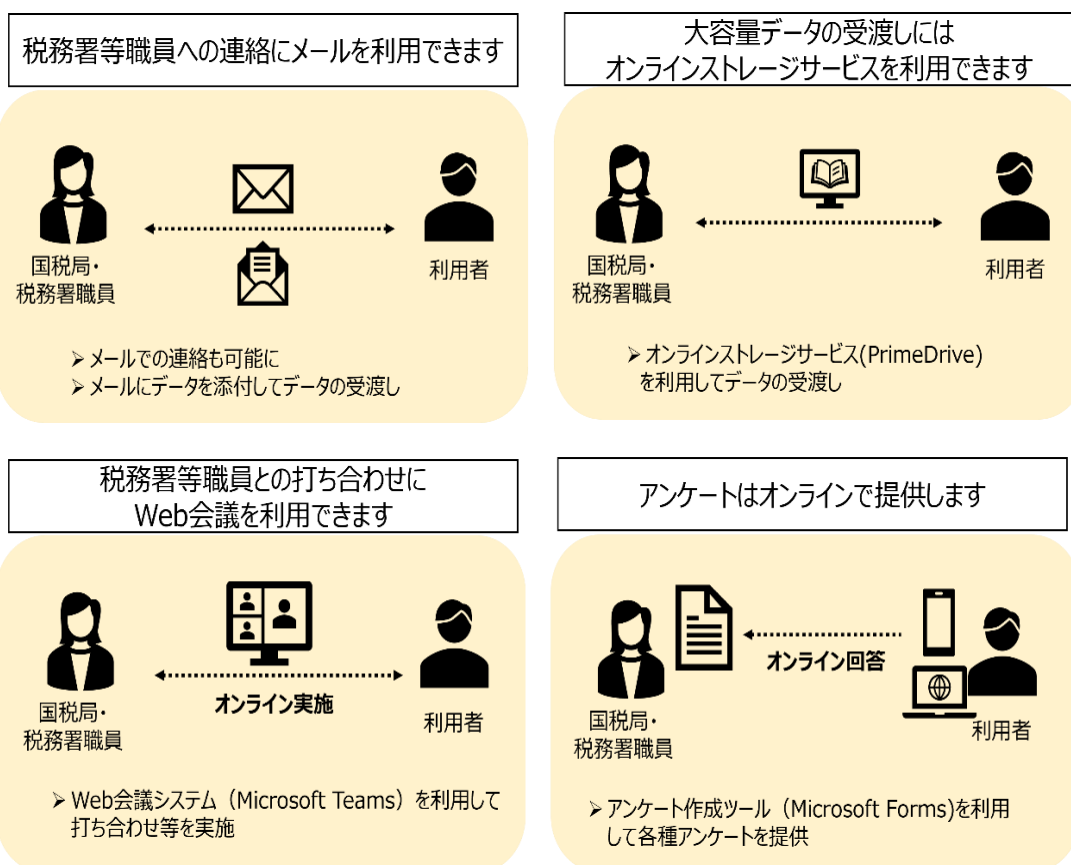 税務署等職員への連絡にメールを利用できます
国税局・
税務署職員
利用者
➢メールでの連絡も可能に
➢メールにデータを添付してデータの受渡し
大容量データの受渡しには
オンラインストレージサービスを利用できます
国税局・
税務署職員
利用者
➢オンラインストレージサービス(PrimeDrive)
を利用してデータの受渡し
税務署等職員との打ち合わせに
Web会議を利用できます
オンライン実施
国税局・
税務署職員
利用者
➢Web会議システム（Microsoft Teams）を利用して
打ち合わせ等を実施
アンケートはオンラインで提供します
オンライン回答
国税局・
税務署職員
利用者
➢アンケート作成ツール（Microsoft Forms)を利用
して各種アンケートを提供